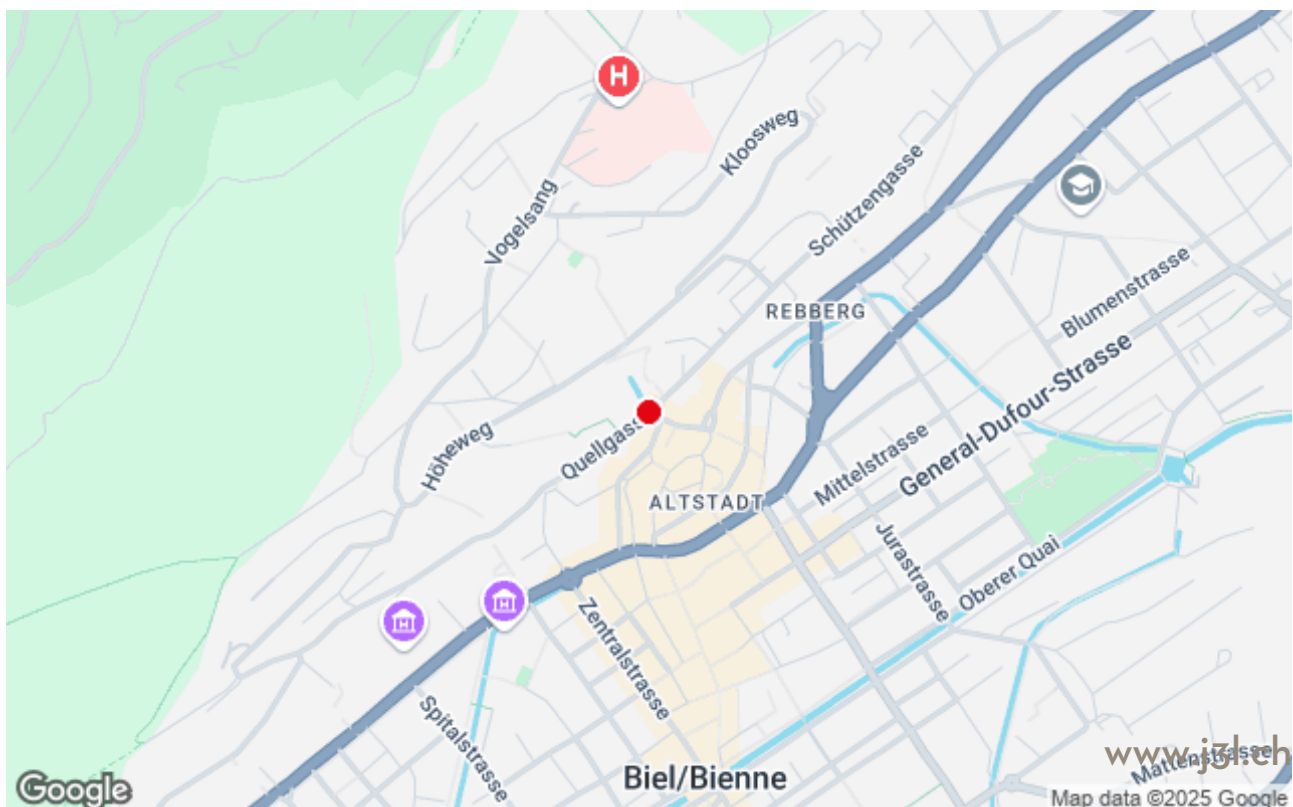 H
Kloosweg
Schützengasse
Vogelsang
REBBERG
Blumenstrasse
General-Dufour-Strasse
Höheweg
Quellgass
Mittelstrasse
ALTSTADT
Jurastrasse
Oberer Quai
Zentralstrasse
Spitalstrasse
www.jzl.ch
Mattenstrasse
Biel/Bienne
Google
Map data ©2025 Google